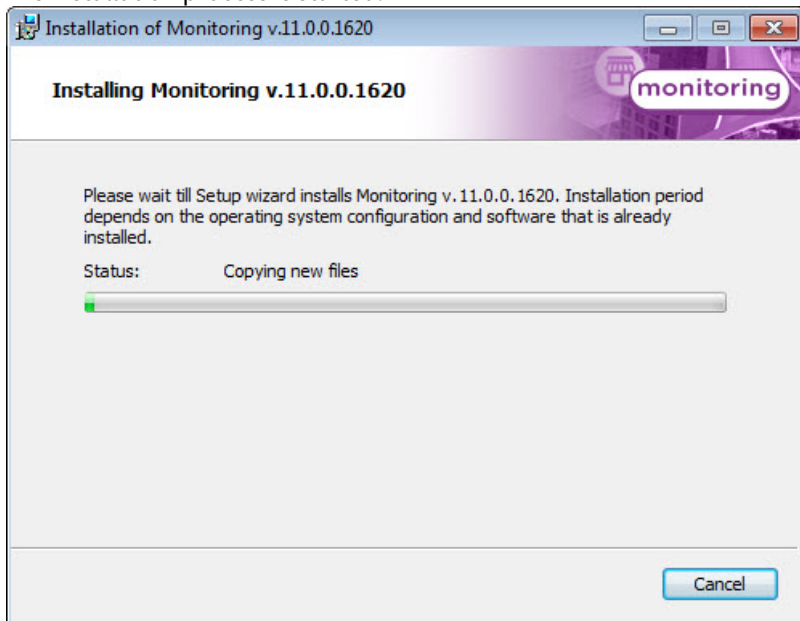 Installation of Monitoring v.11.0.0.1620
Installing Monitoring v.11.0.0.1620
monitoring
Please wait till Setup wizard installs Monitoring v.11.0.0.1620. Installation period
depends on the operating system configuration and software that is already
installed.
Status: Copying new files
Cancel